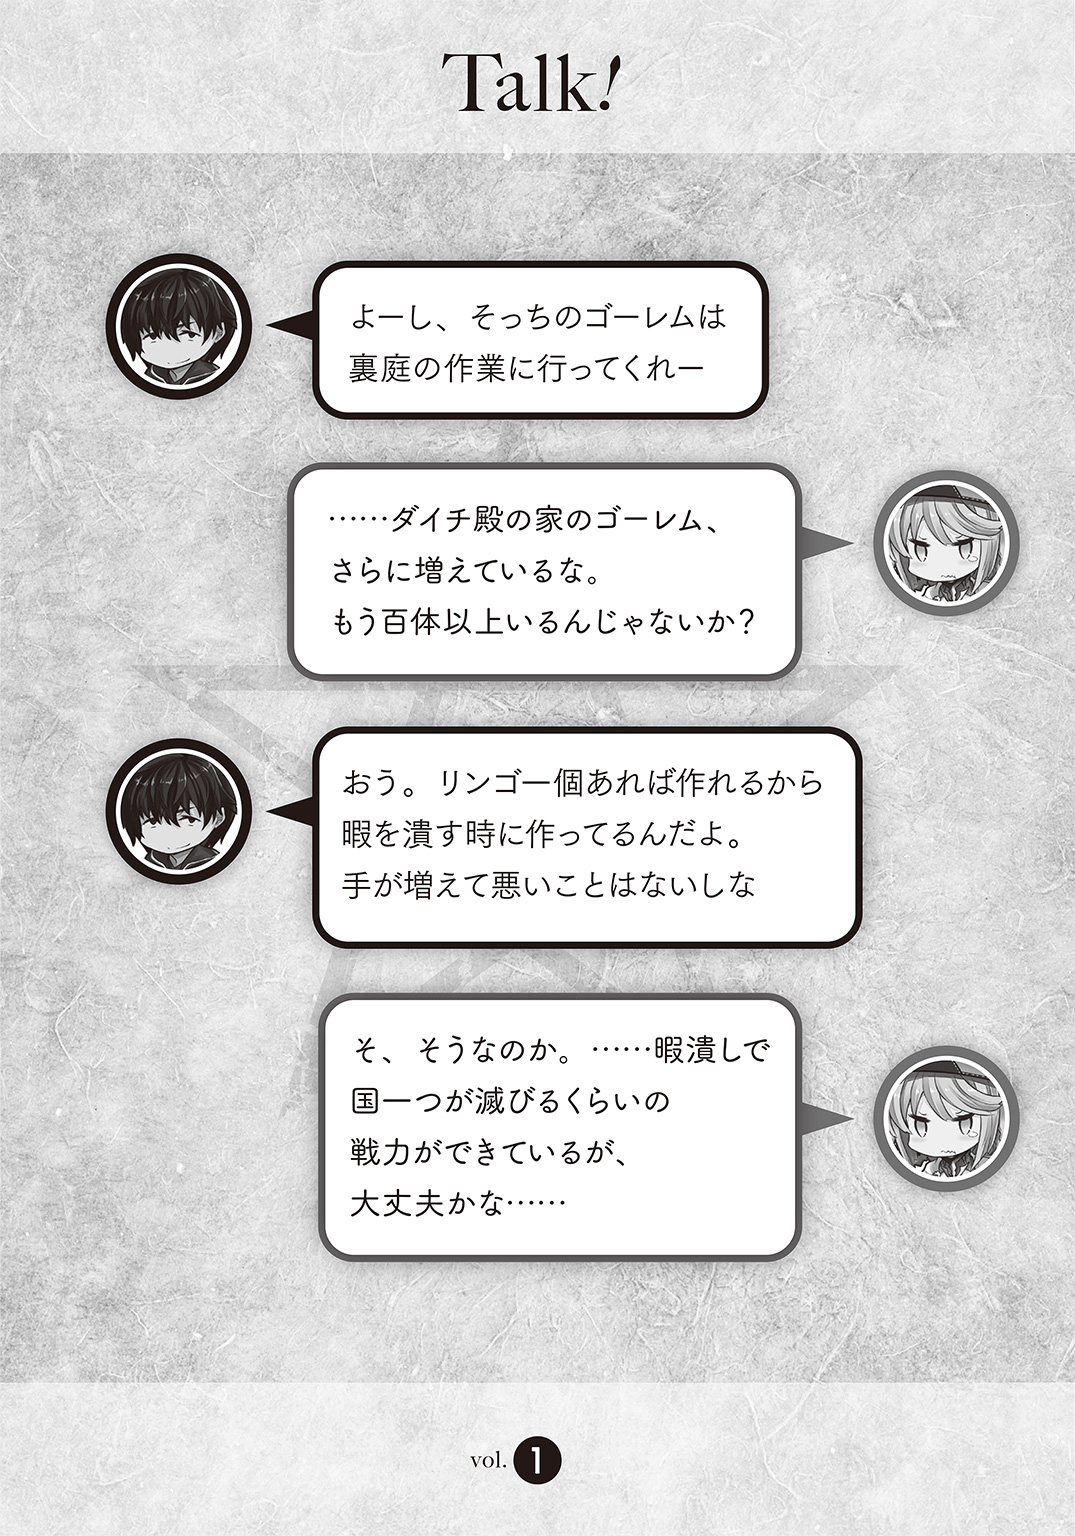 Talk!
よーし、そっちのゴーレムは
裏庭の作業に行ってくれー
……ダイチ殿の家のゴーレム、
さらに増えているな。
もう百体以上いるんじゃないか？
おう。リンゴ一個あれば作れるから
暇を潰す時に作ってるんだよ。
手が増えて悪いことはないしな
そ、そうなのか。……暇潰しで
国一つが滅びるくらいの
戦力ができているが、
大丈夫かな……
vol. 1